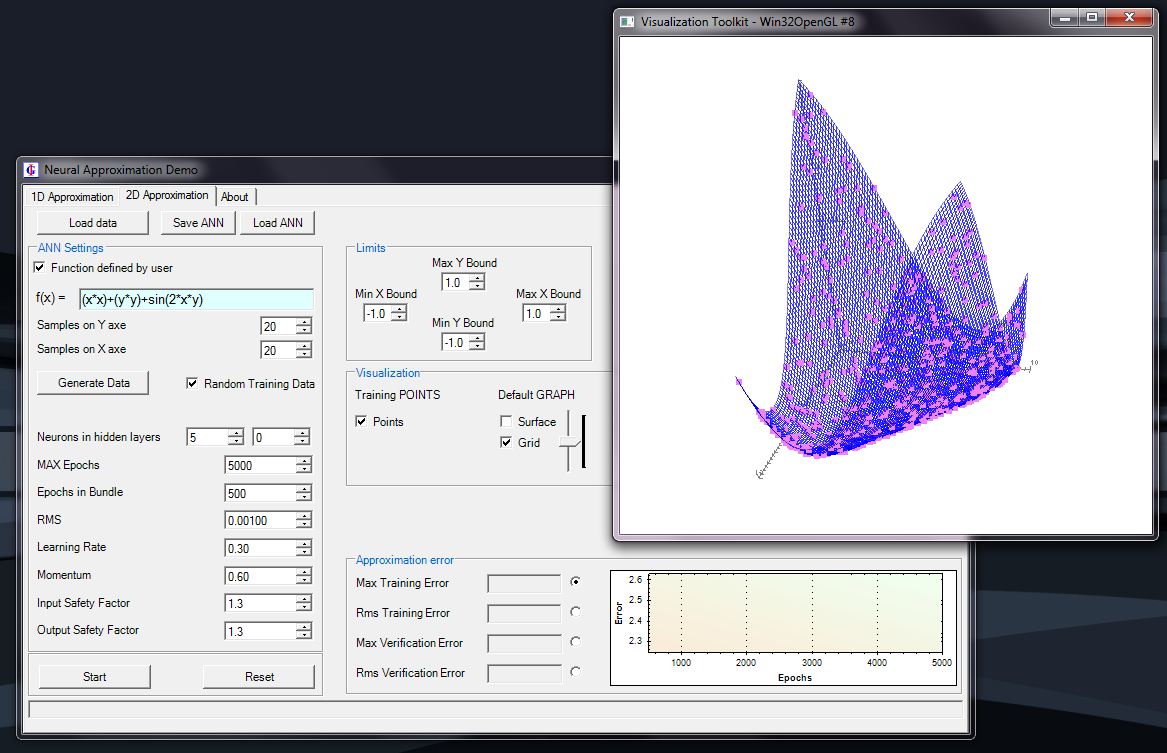 Visualization Toolkit - Win32OpenGL #8
10
Neural Approximation Demo
1D Approximation 2D Approximation About
Load data Save ANN Load ANN
ANN Settings
Function defined by user
f(x) = (x*x)+(y*y)+sin(2*x*y)
Samples on Y axe 20
Samples on X axe 20
Generate Data Random Training Data
Neurons in hidden layers 5 0
MAX Epochs 5000
Epochs in Bundle 500
RMS 0.00100
Learning Rate 0.30
Momentum 0.60
Input Safety Factor 1.3
Output Safety Factor 1.3
Start Reset
Limits
Max Y Bound
1.0
Min X Bound Max X Bound
-1.0 1.0
Min Y Bound
-1.0
Visualization
Training POINTS Default GRAPH
Points Surface
Grid
Approximation error
Max Training Error
Rms Training Error
Max Verification Error
Rms Verification Error
2.6
2.5
2.4
2.3
Error
1000 2000 3000 4000 5000
Epochs